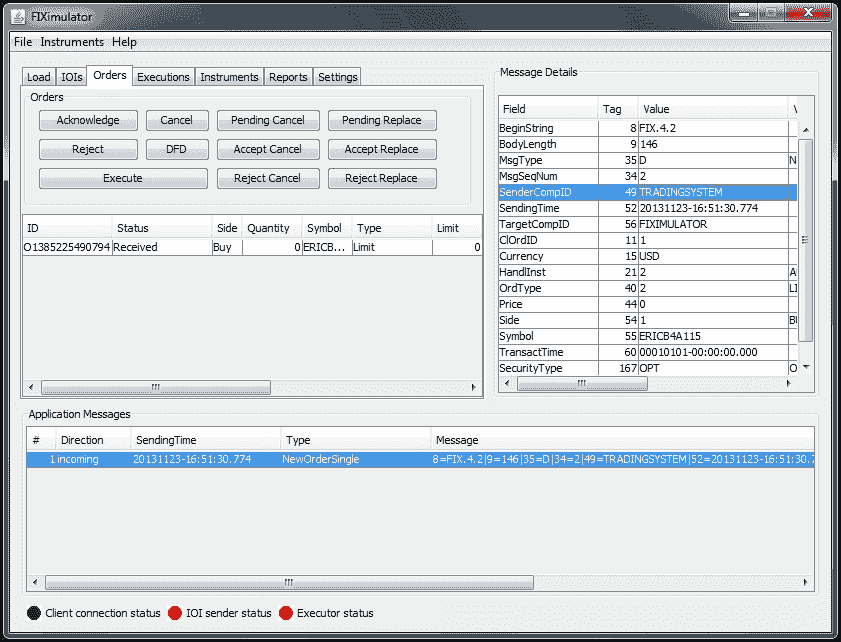 FIXimulator
File Instruments Help
Load IOIs Orders Executions Instruments Reports Settings
Orders
Acknowledge Cancel Pending Cancel Pending Replace
Reject DFD Accept Cancel Accept Replace
Execute Reject Cancel Reject Replace
ID Status Side Quantity Symbol Type Limit
O1385225490794 Received Buy 0 ERICB... Limit 0
Message Details
Field Tag Value
BeginString 8 FIX.4.2
BodyLength 9 146
MsgType 35 D N
MsgSeqNum 34 2
SenderCompID 49 TRADINGSYSTEM
SendingTime 52 20131123-16:51:30.774
TargetCompID 56 FIXIMULATOR
ClOrdID 11 1
Currency 15 USD
HandlInst 21 2 A
OrdType 40 2 LI
Price 44 0
Side 54 1 BU
Symbol 55 ERICB4A115
TransactTime 60 00010101-00:00:00.000
SecurityType 167 OPT O
Application Messages
# Direction SendingTime Type Message
1 incoming 20131123-16:51:30.774 NewOrderSingle 8=FIX.4.2|9=146|35=D|34=2|49=TRADINGSYSTEM|52=20131123-16:51:30.7
Client connection status IOI sender status Executor status